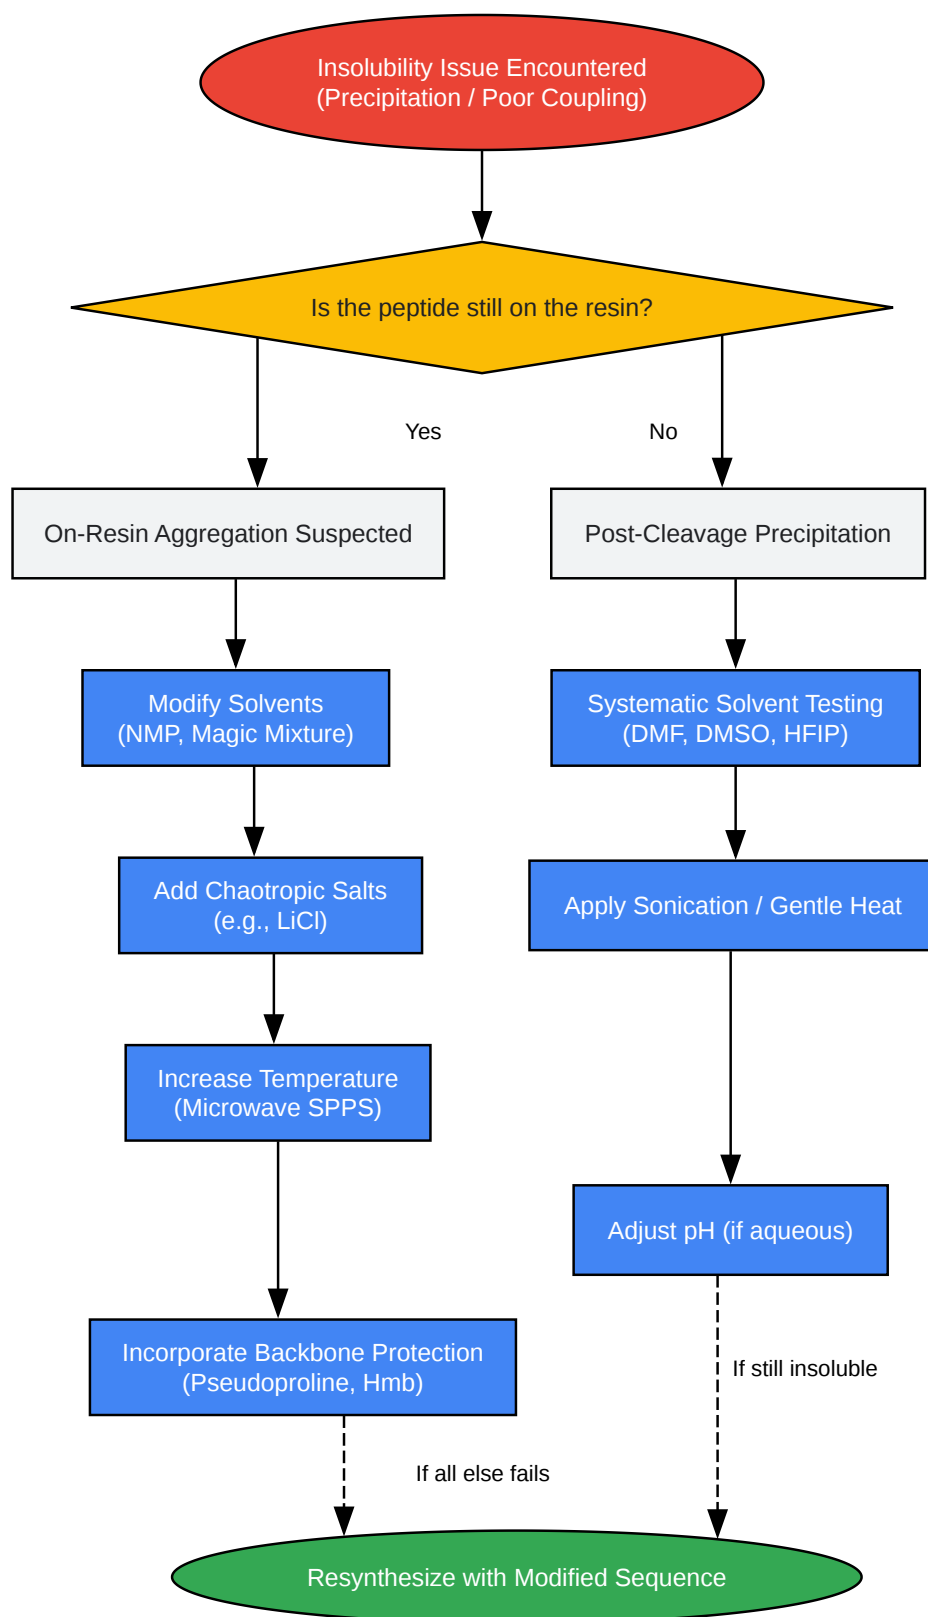 Insolubility Issue Encountered
(Precipitation / Poor Coupling)
Is the peptide still on the resin?
Yes
No
On-Resin Aggregation Suspected
Post-Cleavage Precipitation
Modify Solvents
(NMP, Magic Mixture)
Systematic Solvent Testing
(DMF, DMSO, HFIP)
Add Chaotropic Salts
(e.g., LiCl)
Apply Sonication / Gentle Heat
Increase Temperature
(Microwave SPPS)
Adjust pH (if aqueous)
Incorporate Backbone Protection
(Pseudoproline, Hmb)
If still insoluble
If all else fails
Resynthesize with Modified Sequence